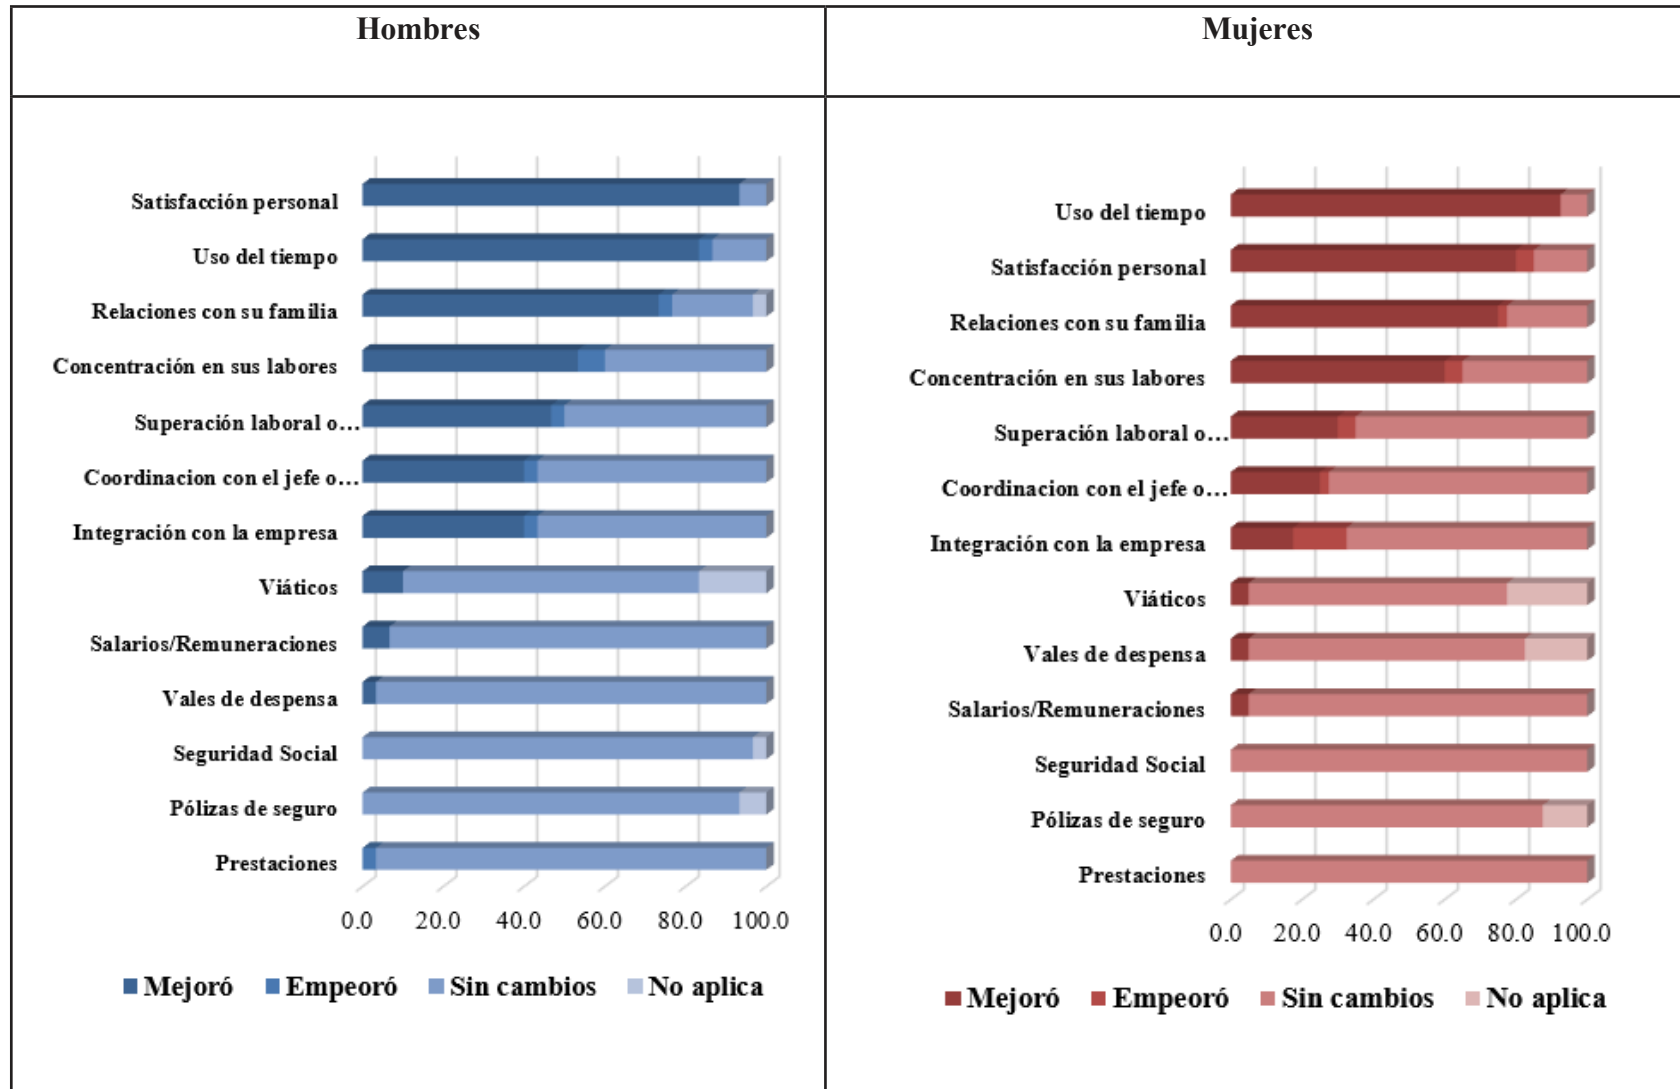 Hombres
Mujeres
Satisfacción personal
Uso del tiempo
Relaciones con su familia
Concentración en sus labores
Superación laboral o...
Coordinacion con el jefe o...
Integración con la empresa
Viáticos
Salarios/Remuneraciones
Vales de despensa
Seguridad Social
Pólizas de seguro
Prestaciones
0.0 20.0 40.0 60.0 80.0 100.0
Mejoró Empeoró Sin cambios No aplica
Uso del tiempo
Satisfacción personal
Relaciones con su familia
Concentración en sus labores
Superación laboral o...
Coordinacion con el jefe o...
Integración con la empresa
Viáticos
Vales de despensa
Salarios/Remuneraciones
Seguridad Social
Pólizas de seguro
Prestaciones
0.0 20.0 40.0 60.0 80.0 100.0
Mejoró Empeoró Sin cambios No aplica